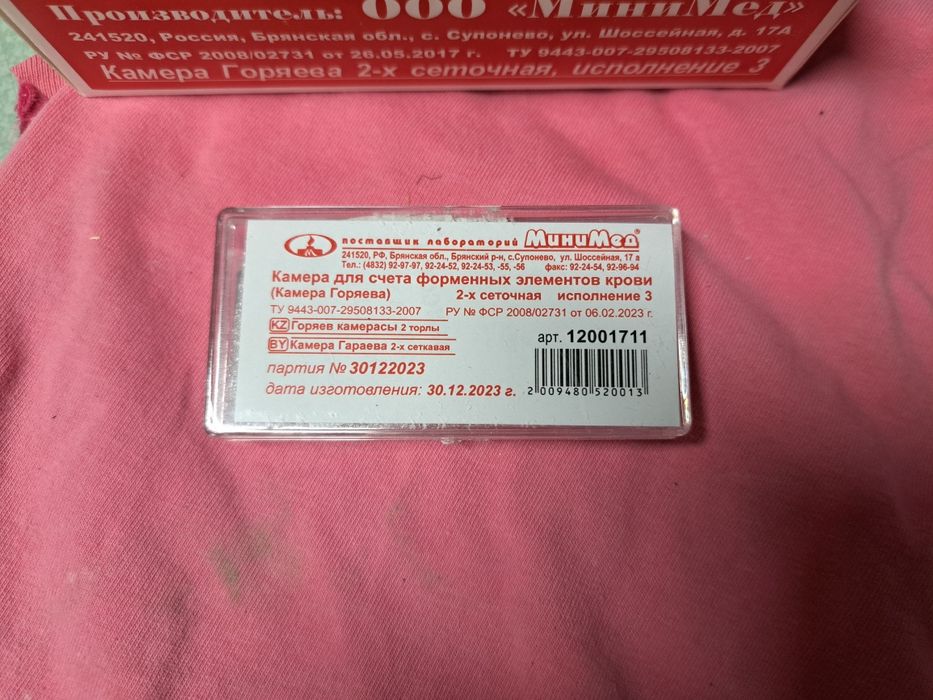 Производитель: ООО «МиниМед»
241520, Россия, Брянская обл., с. Супонево, ул. Шоссейная, д. 17А
РУ № ФСР 2008/02731 от 26.05.2017 г. ТУ 9443-007-29508133-2007
Камера Горяева 2-х сеточная, исполнение 3
поставщик лабораторий МиниМед®
241520, РФ, Брянская обл., Брянский р-н, с.Супонево, ул. Шоссейная, 17 а
Тел.: (4832) 92-97-97, 92-24-52, 92-24-53, -55, -56 факс: 92-24-54, 92-96-94
Камера для счета форменных элементов крови
(Камера Горяева) 2-х сеточная исполнение 3
ТУ 9443-007-29508133-2007 РУ № ФСР 2008/02731 от 06.02.2023 г.
KZ Горяев камерасы 2 торлы
BY Камера Гараева 2-х сеткавая
арт. 12001711
партия № 30122023
дата изготовления: 30.12.2023 г.
2 009480 520013